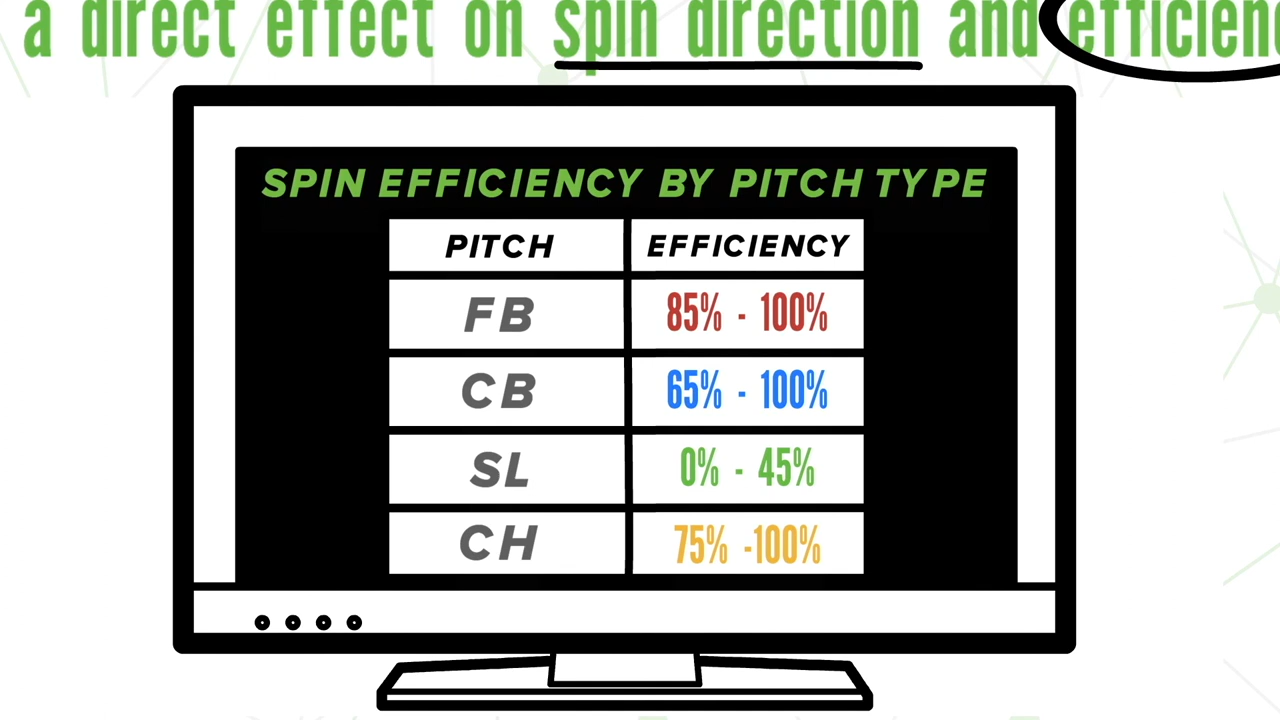 a direct effect on spin direction and efficienc
SPIN EFFICIENCY BY PITCH TYPE
PITCH EFFICIENCY
FB 85% - 100%
CB 65% - 100%
SL 0% - 45%
CH 75% -100%